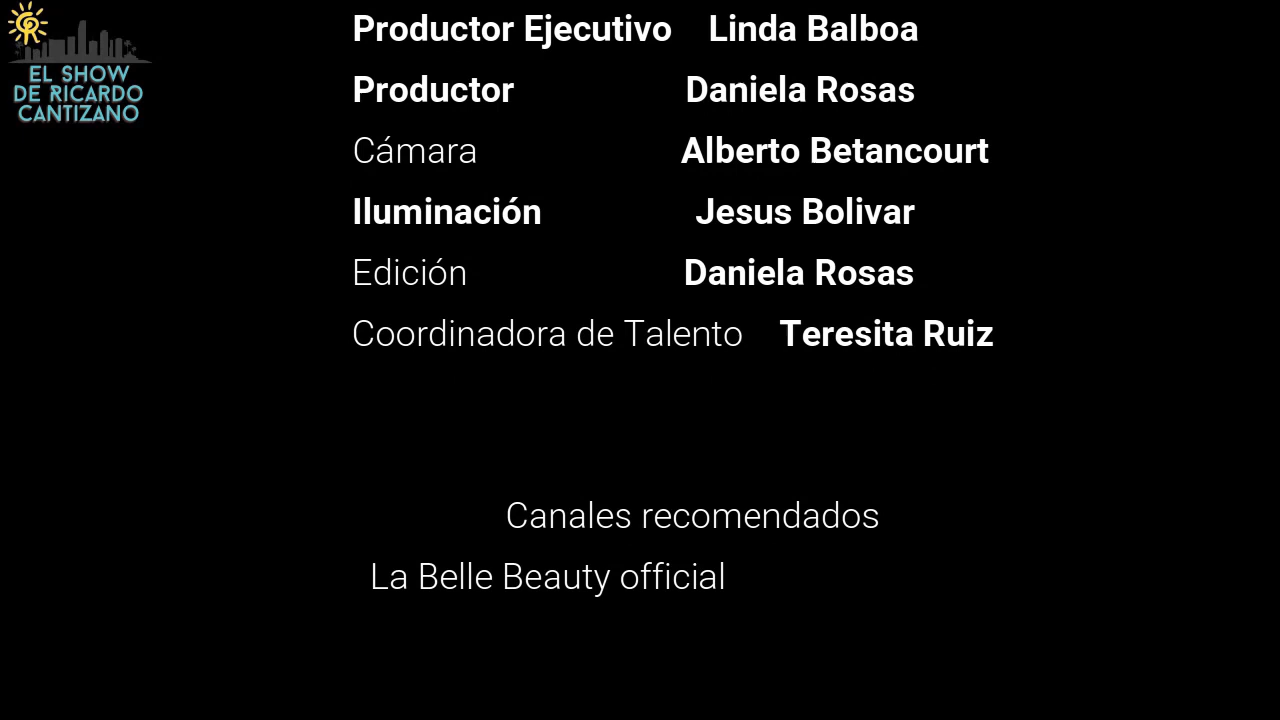 EL SHOW
DE RICARDO
CANTIZANO
Productor Ejecutivo Linda Balboa
Productor Daniela Rosas
Cámara Alberto Betancourt
Iluminación Jesus Bolivar
Edición Daniela Rosas
Coordinadora de Talento Teresita Ruiz
Canales recomendados
La Belle Beauty official